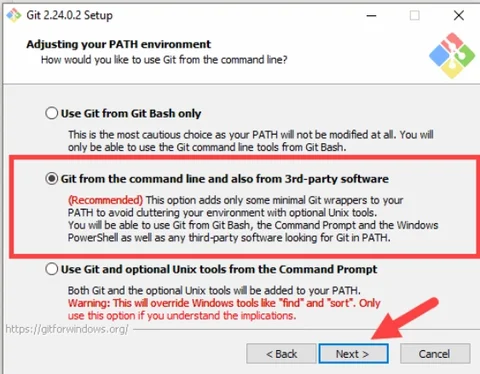 Git 2.24.0.2 Setup
Adjusting your PATH environment
How would you like to use Git from the command line?
Use Git from Git Bash only
This is the most cautious choice as your PATH will not be modified at all. You will
only be able to use the Git command line tools from Git Bash.
Git from the command line and also from 3rd-party software
(Recommended) This option adds only some minimal Git wrappers to your
PATH to avoid cluttering your environment with optional Unix tools.
You will be able to use Git from Git Bash, the Command Prompt and the Windows
PowerShell as well as any third-party software looking for Git in PATH.
Use Git and optional Unix tools from the Command Prompt
Both Git and the optional Unix tools will be added to your PATH.
Warning: This will override Windows tools like "find" and "sort". Only
use this option if you understand the implications.
https://gitforwindows.org/
< Back Next > Cancel